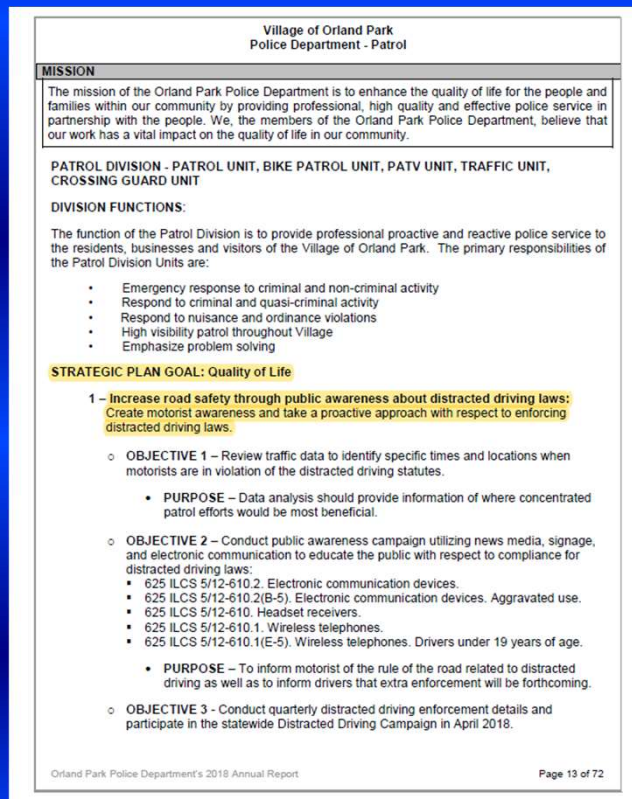 Village of Orland Park
Police Department - Patrol
MISSION
The mission of the Orland Park Police Department is to enhance the quality of life for the people and
families within our community by providing professional, high quality and effective police service in
partnership with the people. We, the members of the Orland Park Police Department, believe that
our work has a vital impact on the quality of life in our community.
PATROL DIVISION - PATROL UNIT, BIKE PATROL UNIT, PATV UNIT, TRAFFIC UNIT,
CROSSING GUARD UNIT
DIVISION FUNCTIONS:
The function of the Patrol Division is to provide professional proactive and reactive police service to
the residents, businesses and visitors of the Village of Orland Park. The primary responsibilities of
the Patrol Division Units are:
• Emergency response to criminal and non-criminal activity
• Respond to criminal and quasi-criminal activity
• Respond to nuisance and ordinance violations
• High visibility patrol throughout Village
• Emphasize problem solving
STRATEGIC PLAN GOAL: Quality of Life
1 – Increase road safety through public awareness about distracted driving laws:
Create motorist awareness and take a proactive approach with respect to enforcing
distracted driving laws.
o OBJECTIVE 1 – Review traffic data to identify specific times and locations when
motorists are in violation of the distracted driving statutes.
• PURPOSE – Data analysis should provide information of where concentrated
patrol efforts would be most beneficial.
o OBJECTIVE 2 – Conduct public awareness campaign utilizing news media, signage,
and electronic communication to educate the public with respect to compliance for
distracted driving laws:
▪ 625 ILCS 5/12-610.2. Electronic communication devices.
▪ 625 ILCS 5/12-610.2(B-5). Electronic communication devices. Aggravated use.
▪ 625 ILCS 5/12-610. Headset receivers.
▪ 625 ILCS 5/12-610.1. Wireless telephones.
▪ 625 ILCS 5/12-610.1(E-5). Wireless telephones. Drivers under 19 years of age.
• PURPOSE – To inform motorist of the rule of the road related to distracted
driving as well as to inform drivers that extra enforcement will be forthcoming.
o OBJECTIVE 3 - Conduct quarterly distracted driving enforcement details and
participate in the statewide Distracted Driving Campaign in April 2018.
Orland Park Police Department's 2018 Annual Report Page 13 of 72